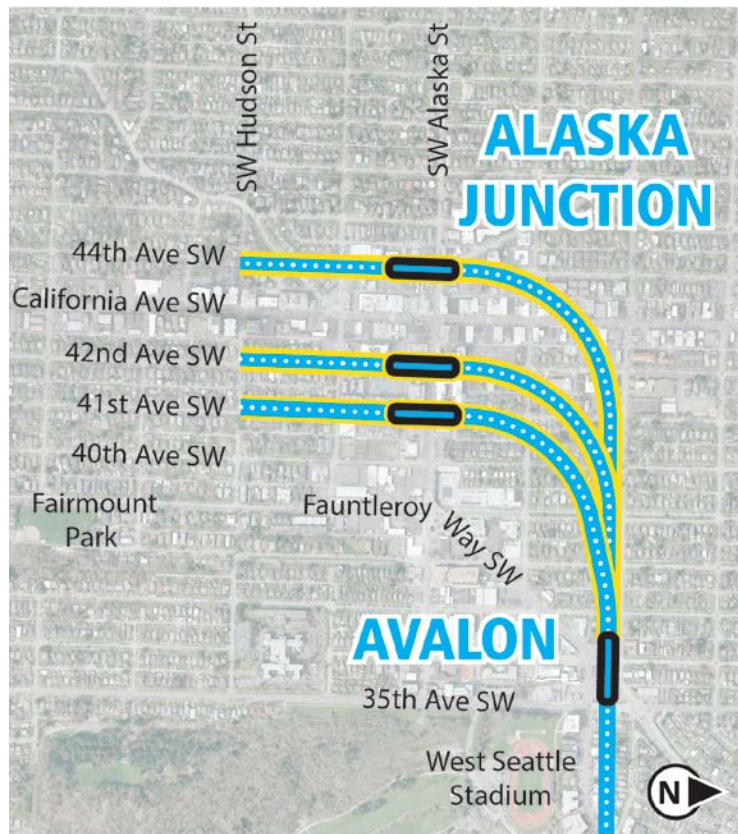 SW Hudson St
SW Alaska St
ALASKA
JUNCTION
44th Ave SW
California Ave SW
42nd Ave SW
41st Ave SW
40th Ave SW
Fairmount
Park
Fauntleroy
Way SW
AVALON
35th Ave SW
West Seattle
Stadium
N